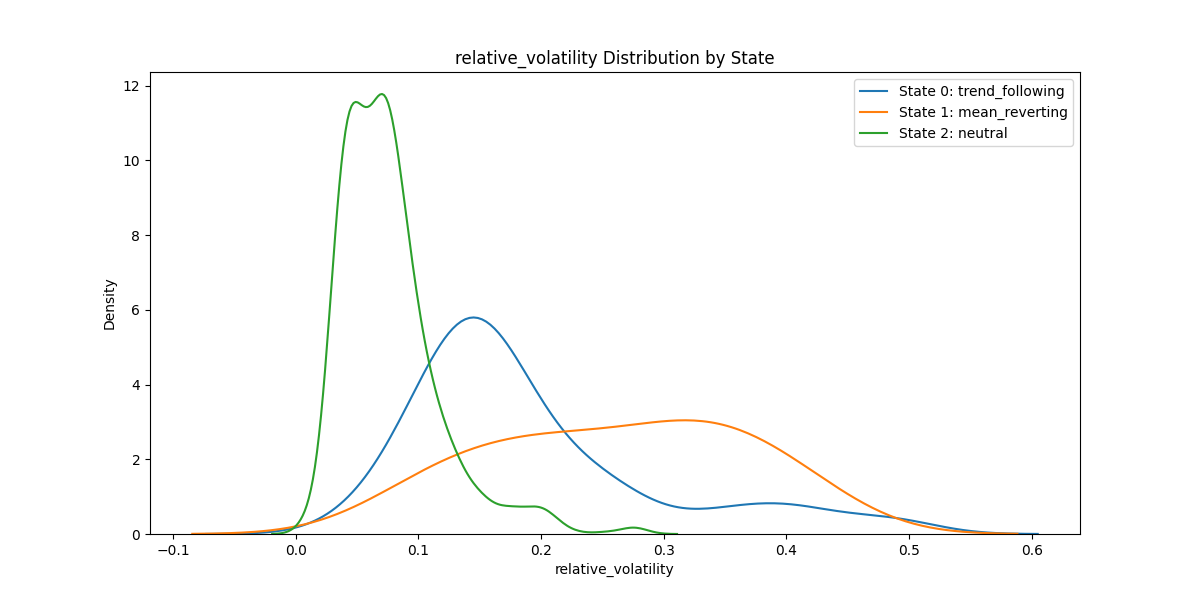 relative_volatility Distribution by State
State 0: trend_following
State 1: mean_reverting
State 2: neutral
Density
12
10
8
6
4
2
0
−0.1 0.0 0.1 0.2 0.3 0.4 0.5 0.6
relative_volatility